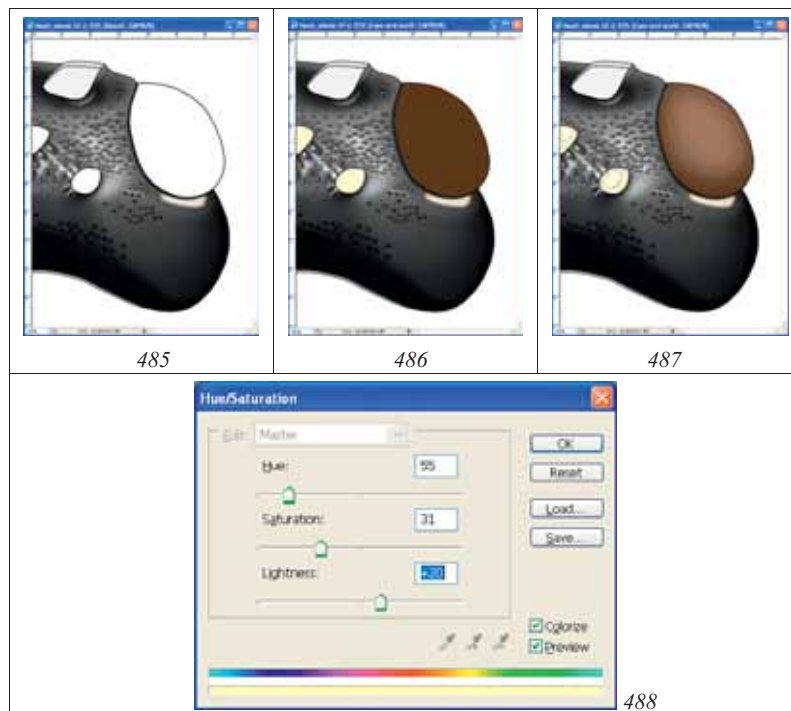 485
486
487
Hue/Saturation
Edit: Master
OK
Hue: 55
Reset
Saturation: 31
Load...
Save...
Lightness: +20
Colorize
Preview
488